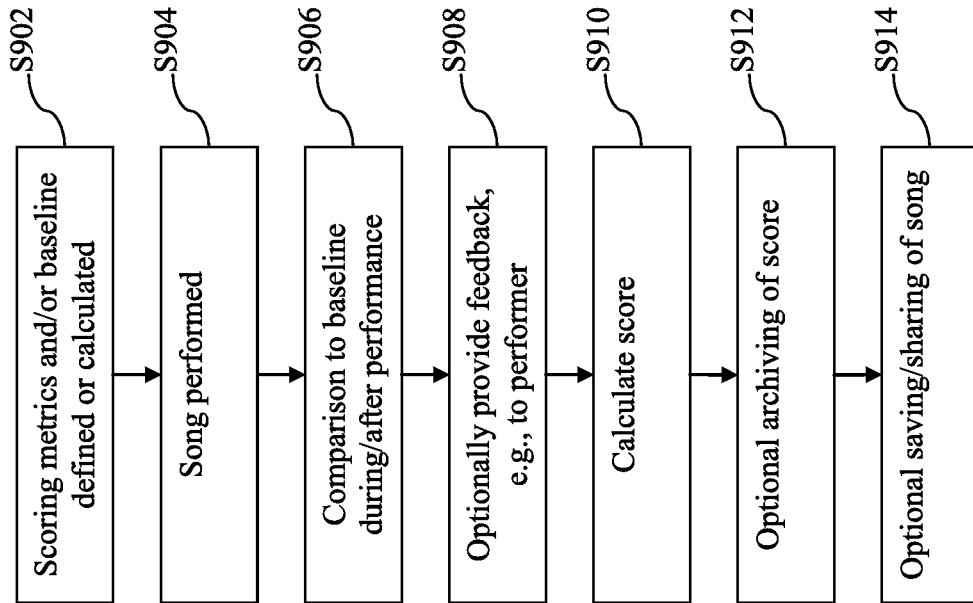 Scoring metrics and/or baseline
defined or calculated
S902
Song performed
S904
Comparison to baseline
during/after performance
S906
Optionally provide feedback,
e.g., to performer
S908
Calculate score
S910
Optional archiving of score
S912
Optional saving/sharing of song
S914